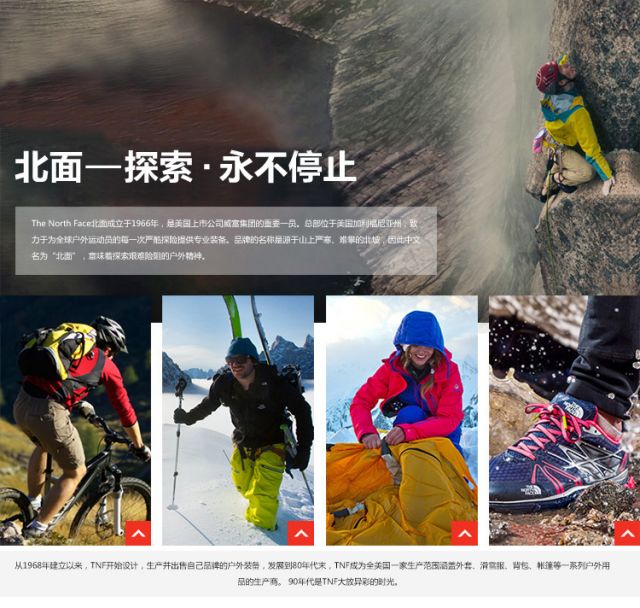 北面—探索·永不停止
The North Face北面成立于1966年，是美国上市公司威富集团的重要一员。总部位于美国加利福尼亚州，致
力于为全球户外运动员的每一次严酷探险提供专业装备。品牌的名称是源于山上严寒、难攀的北坡，因此中文
名为“北面”，意味着探索艰难险阻的户外精神。
THE NORTH FACE
THE NORTH FACE
从1968年建立以来，TNF开始设计，生产并出售自己品牌的户外装备，发展到80年代末，TNF成为全美国一家生产范围涵盖外套、滑雪服、背包、帐篷等一系列户外用
品的生产商。 90年代是TNF大放异彩的时光。